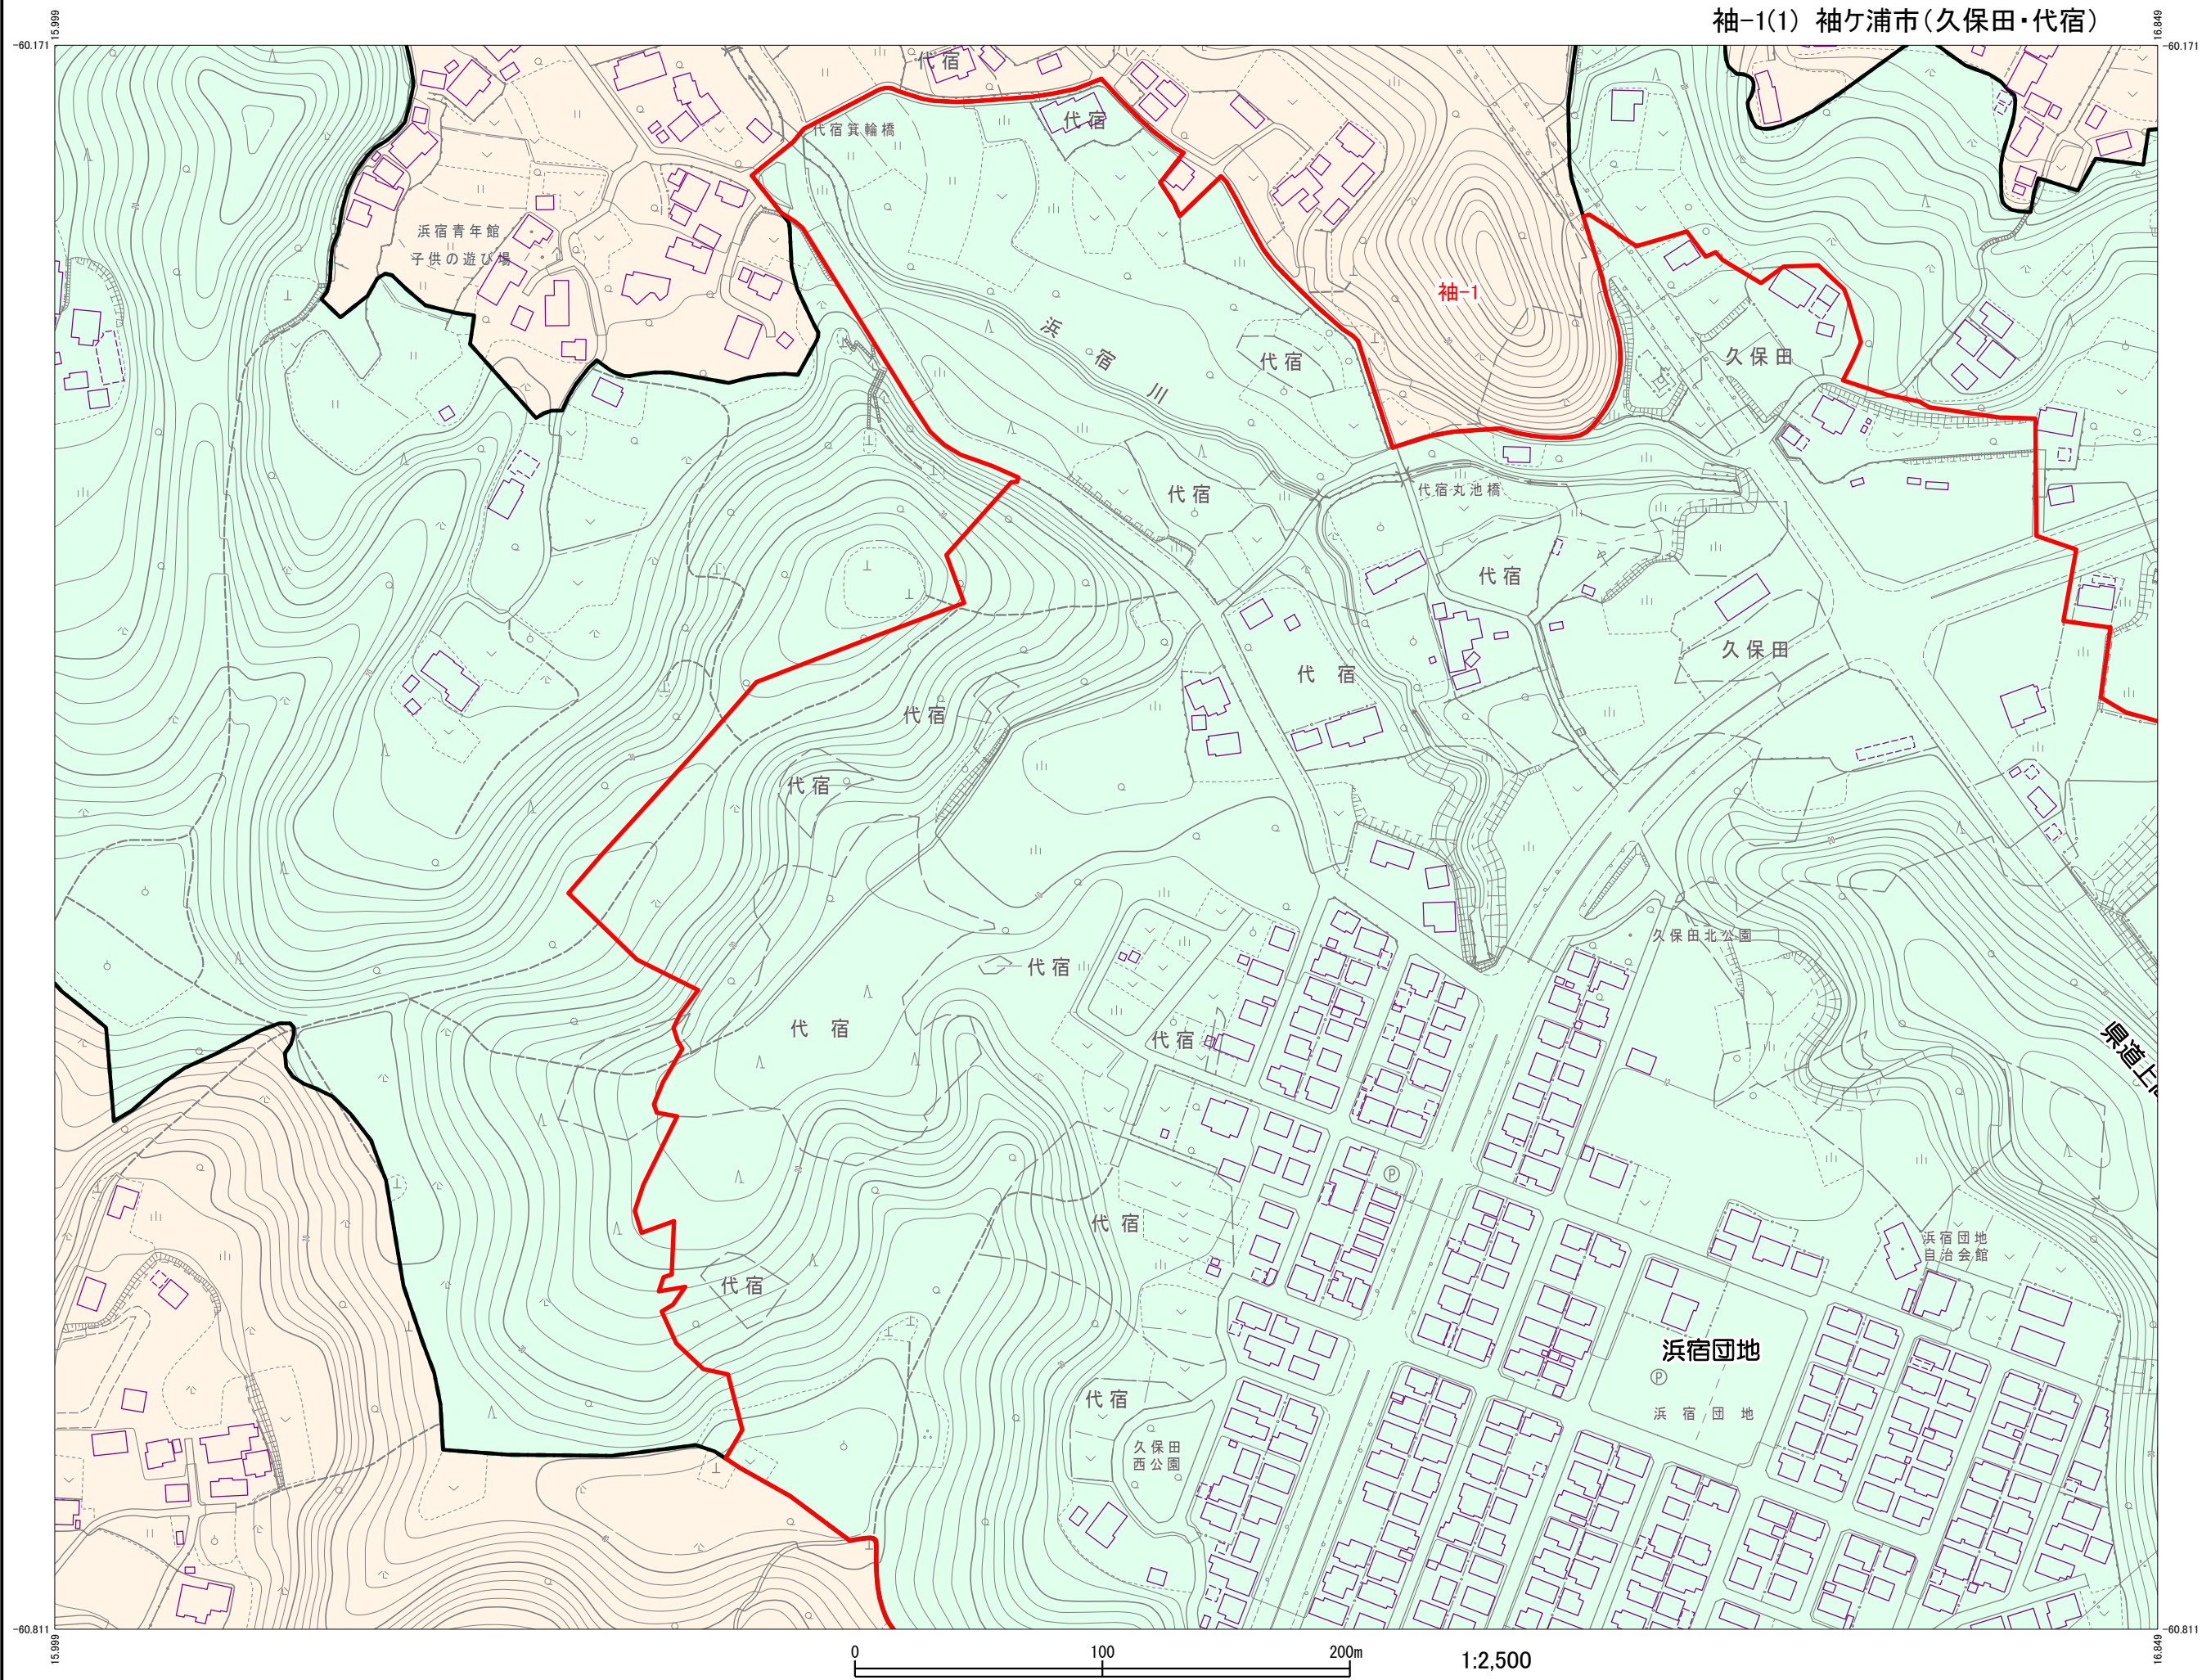 袖-1(1) 袖ケ浦市(久保田・代宿)
15.999
16.849
-60.171
-60.171
代宿
代宿箕輪橋
代宿
浜宿青年館
子供の遊び場
袖-1
浜宿川
代宿
久保田
代宿
代宿丸池橋
代宿
久保田
代宿
代宿
代宿
久保田北公園
代宿
代宿
代宿
県道上
代宿
浜宿団地
自治会館
代宿
浜宿団地
P
P
代宿
浜宿団地
久保田
西公園
-60.811
-60.811
15.999
16.849
0 100 200m
1:2,500